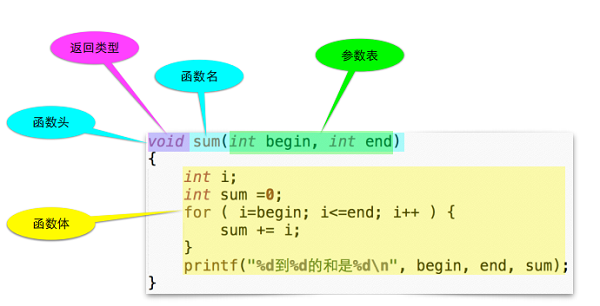 返回类型
函数名
参数表
函数头
void sum(int begin, int end)
{
int i;
int sum =0;
for ( i=begin; i<=end; i++ ) {
sum += i;
}
printf("%d到%d的和是%d\n", begin, end, sum);
}
函数体